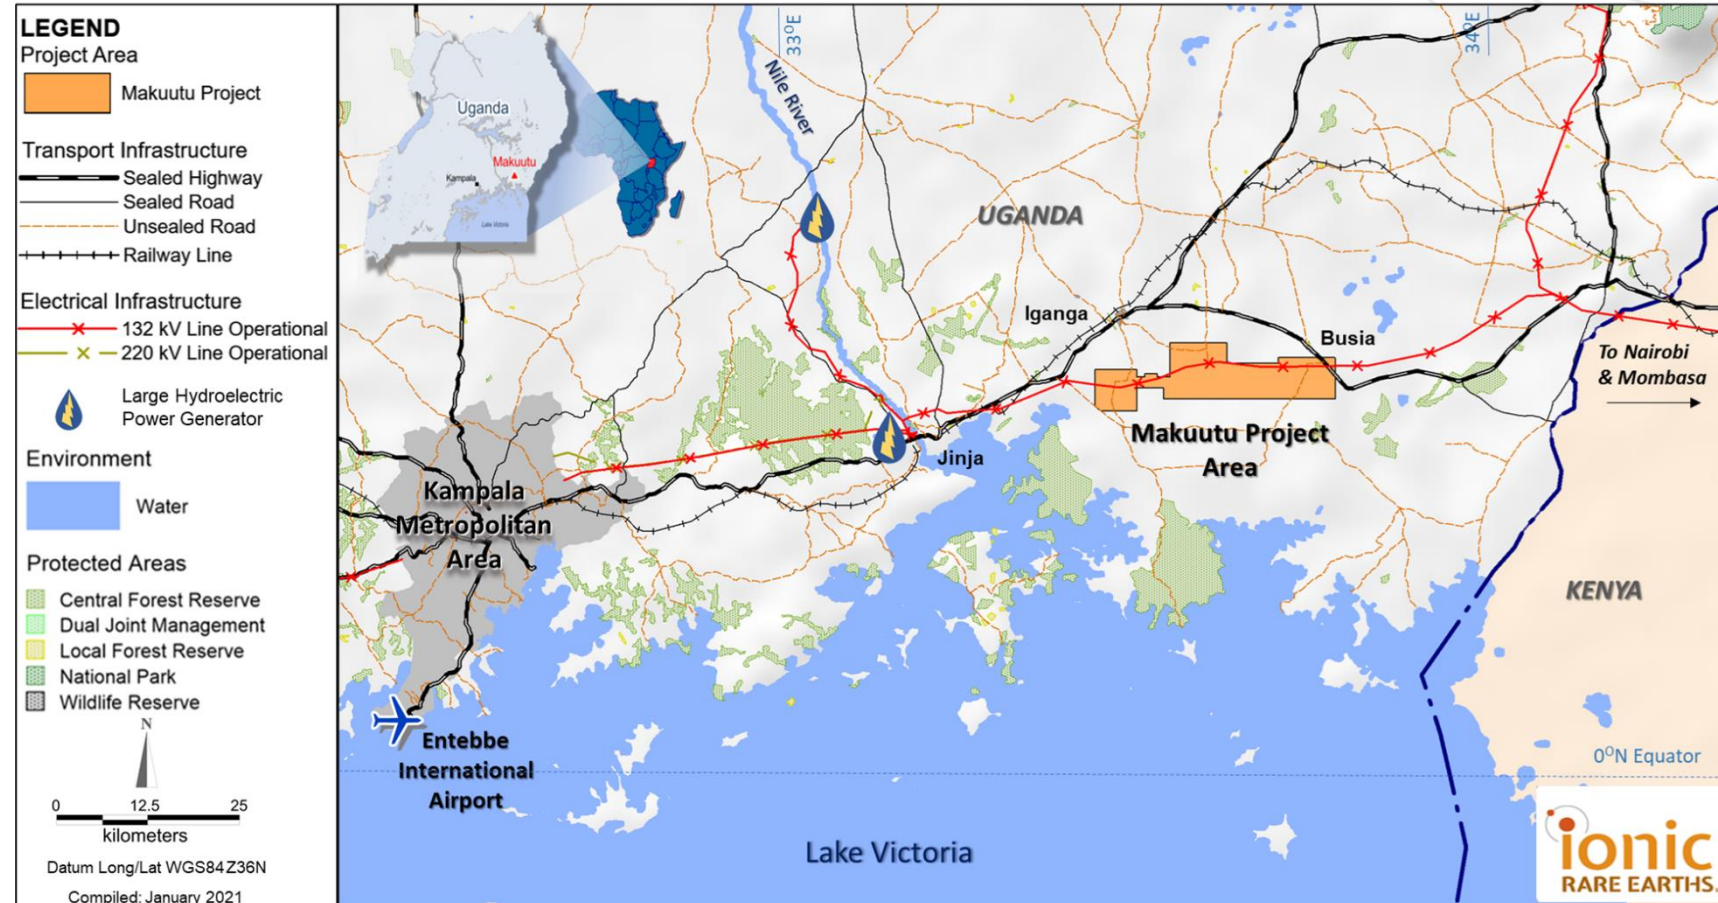 LEGEND
Project Area
Makuutu Project
Transport Infrastructure
Sealed Highway
Sealed Road
Unsealed Road
Railway Line
Electrical Infrastructure
132 kV Line Operational
220 kV Line Operational
Large Hydroelectric
Power Generator
Environment
Water
Protected Areas
Central Forest Reserve
Dual Joint Management
Local Forest Reserve
National Park
Wildlife Reserve
N
0 12.5 25
kilometers
Datum Long/Lat WGS84 Z36N
Compiled: January 2021
Uganda
Makuutu
Kampala
Lake Victoria
33°E
34°E
Nile River
UGANDA
Iganga
Busia
To Nairobi
& Mombasa
Makuutu Project
Area
Jinja
Kampala
Metropolitan
Area
KENYA
Entebbe
International
Airport
0°N Equator
Lake Victoria
ionic
RARE EARTHS.